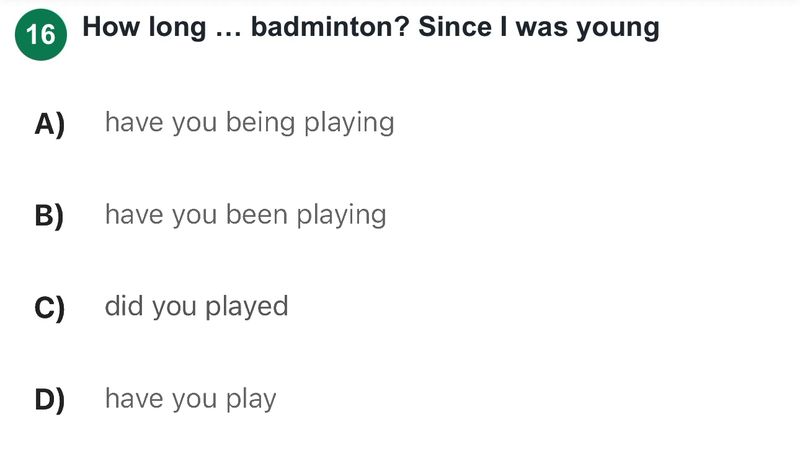 16 How long ... badminton? Since I was young
A) have you being playing
B) have you been playing
C) did you played
D) have you play